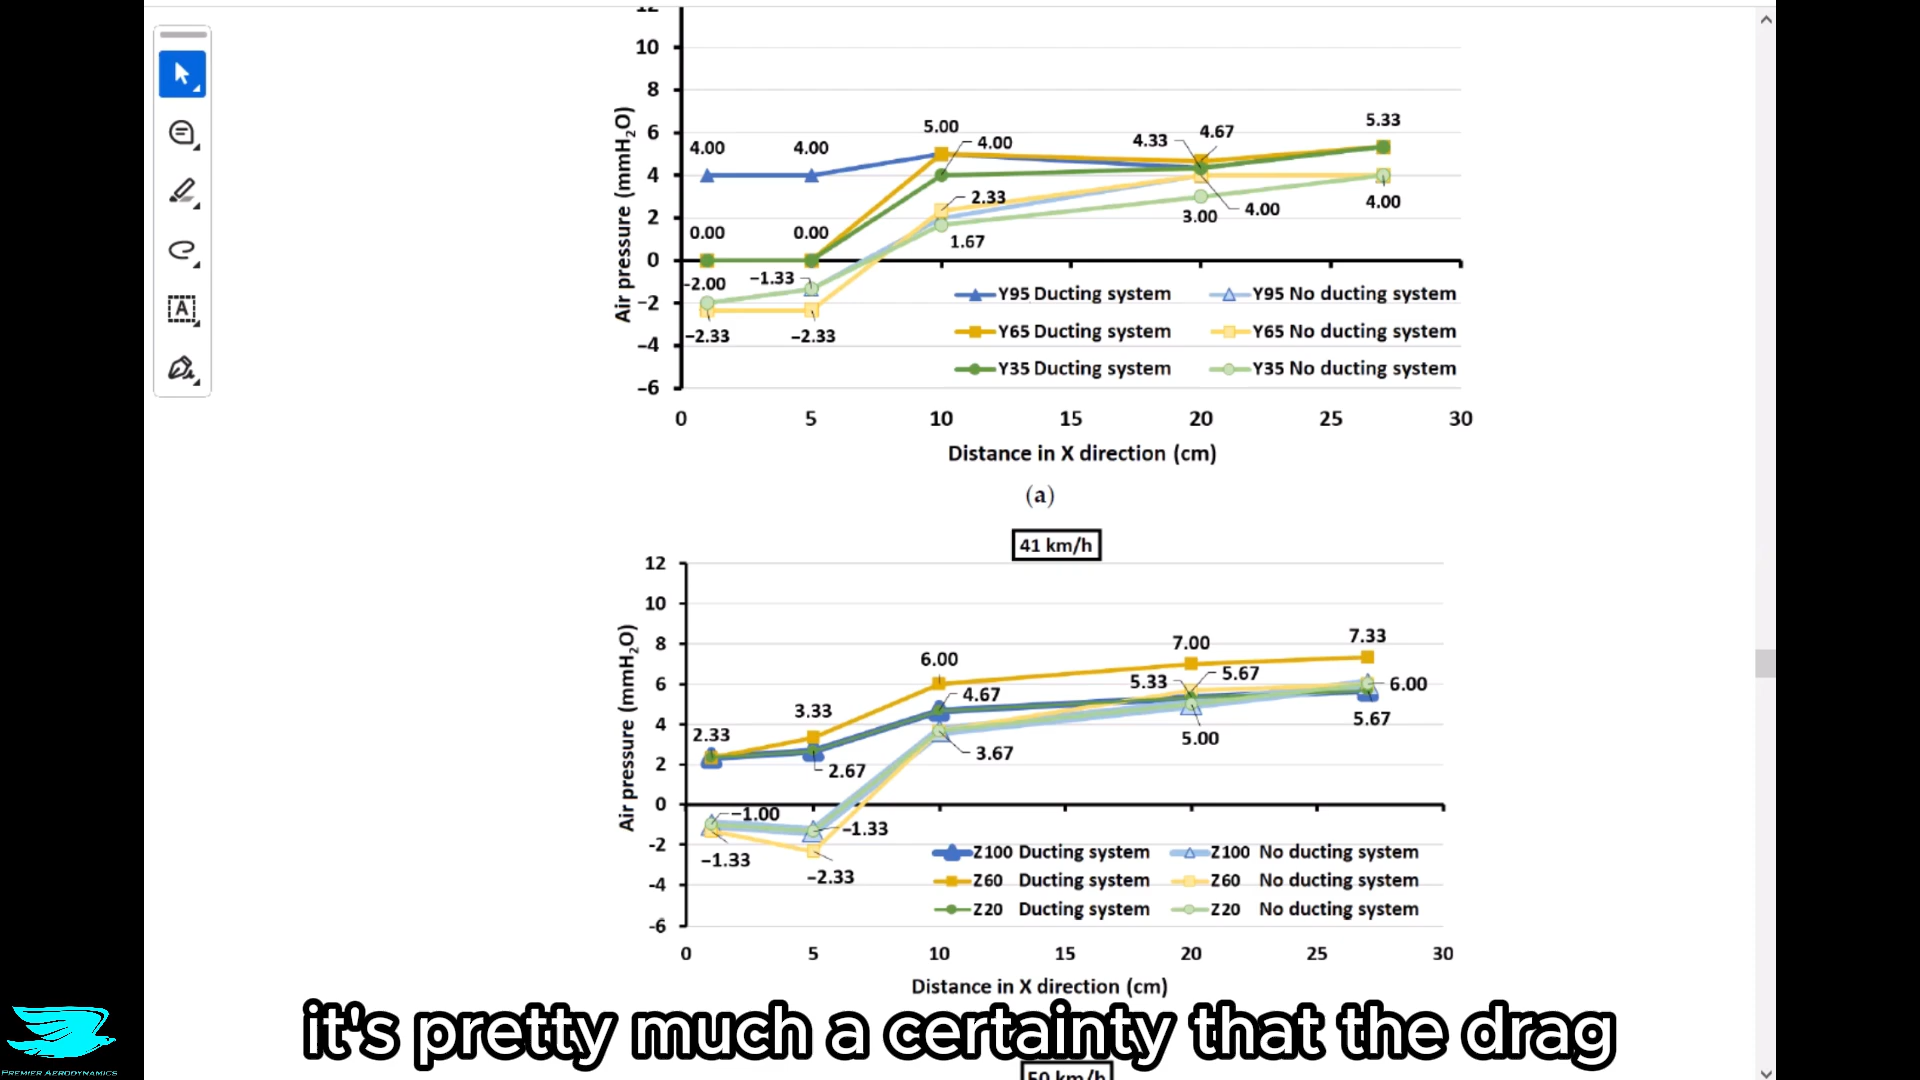 12
10
8
6
4
2
0
−2
−4
−6
Air pressure (mmH2O)
4.00
4.00
5.00
4.00
4.33
4.67
5.33
0.00
0.00
2.33
1.67
3.00
4.00
4.00
−2.00
−1.33
−2.33
−2.33
Y95 Ducting system
Y95 No ducting system
Y65 Ducting system
Y65 No ducting system
Y35 Ducting system
Y35 No ducting system
0 5 10 15 20 25 30
Distance in X direction (cm)
(a)
41 km/h
12
10
8
6
4
2
0
-2
-4
-6
Air pressure (mmH2O)
2.33
3.33
6.00
4.67
7.00
5.33
5.67
7.33
6.00
5.67
2.67
3.67
5.00
−1.00
−1.33
−1.33
−2.33
Z100 Ducting system
Z100 No ducting system
Z60 Ducting system
Z60 No ducting system
Z20 Ducting system
Z20 No ducting system
0 5 10 15 20 25 30
Distance in X direction (cm)
it's pretty much a certainty that the drag
50 km/h
PREMIER AERODYNAMICS